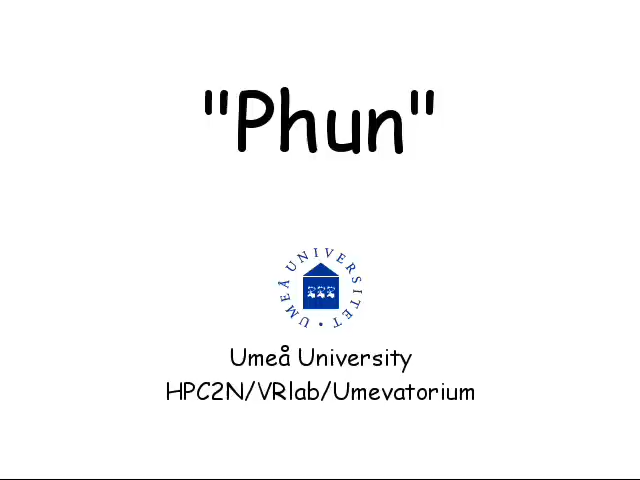 "Phun"
UMEÅ UNIVERSITET
Umeå University
HPC2N/VRlab/Umevatorium